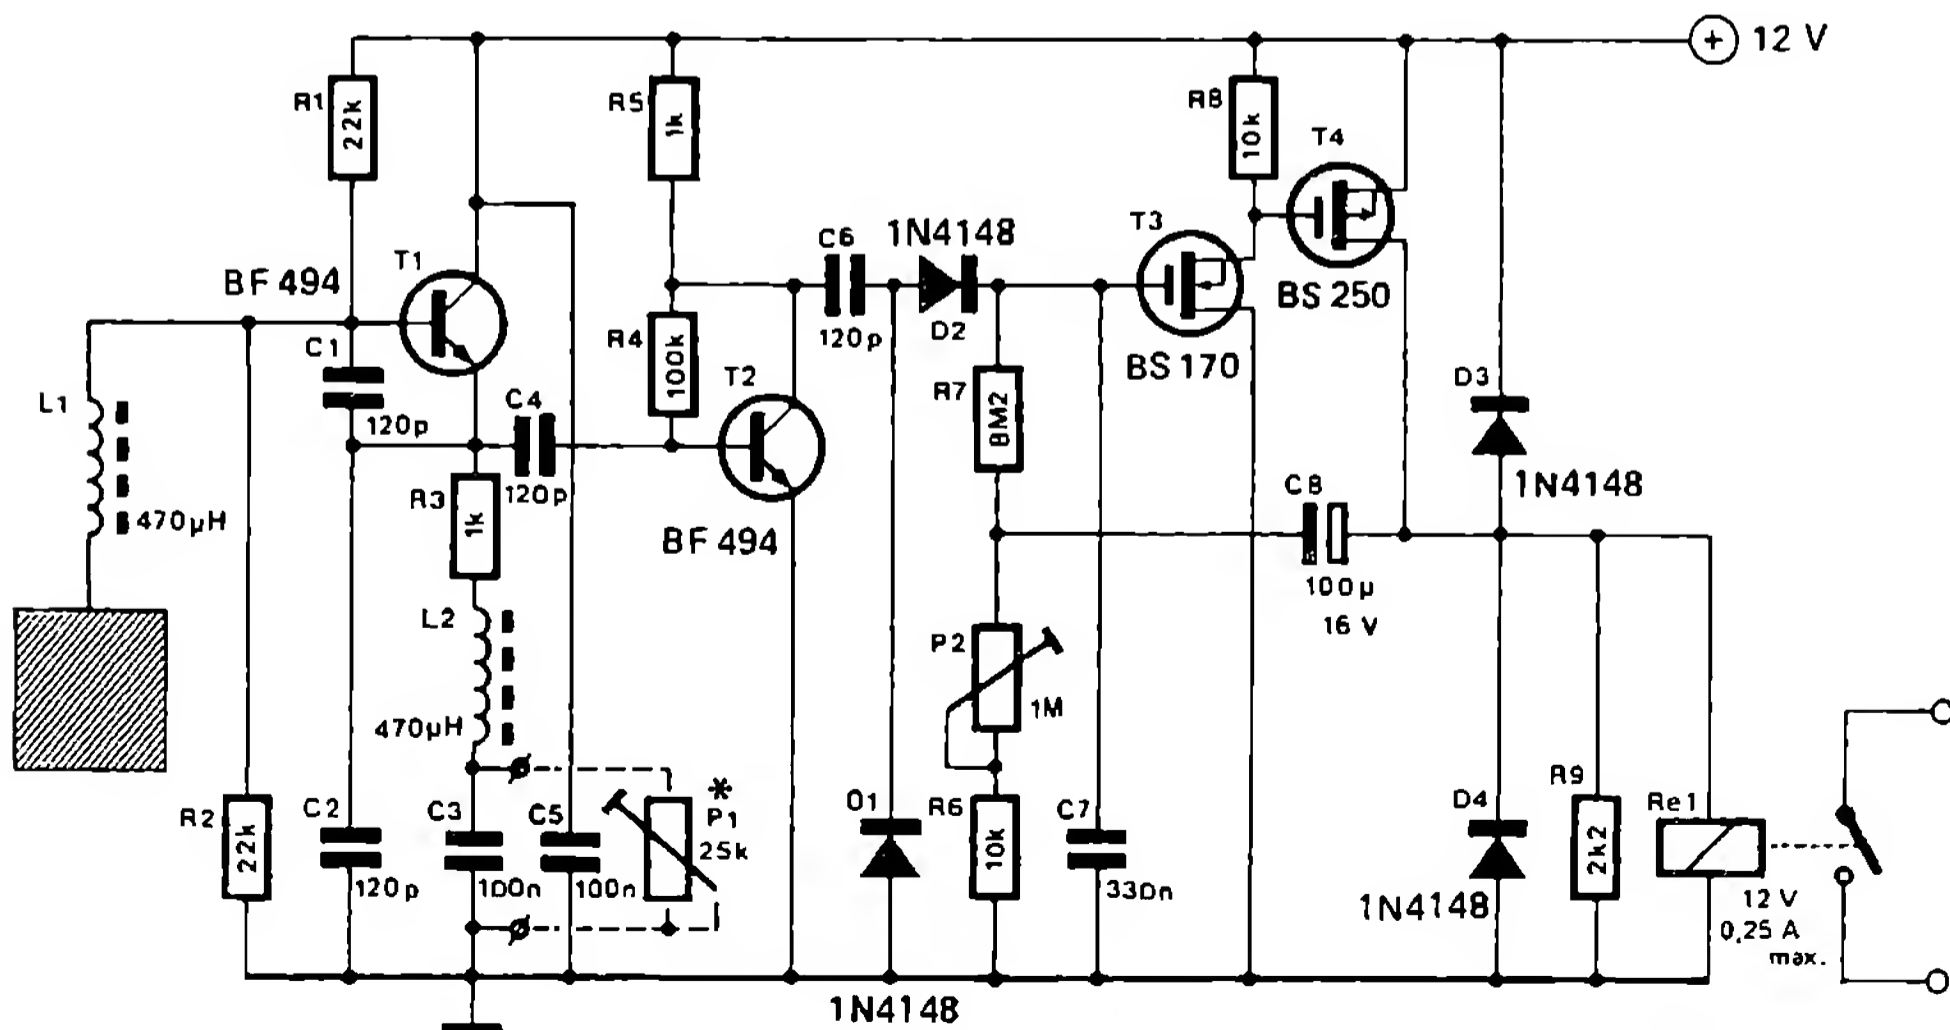 12 V
R1
22k
R5
1k
R8
10k
T4
BS 250
T3
BS 170
C6
120p
1N4148
D2
T1
BF 494
C1
120p
L1
470µH
R4
100k
T2
BF 494
C4
120p
R3
1k
L2
470µH
R7
8M2
D3
1N4148
C8
100µ
16 V
P2
1M
R2
22k
C2
120p
C3
100n
C5
100n
*
P1
25k
D1
1N4148
R6
10k
C7
330n
D4
1N4148
R9
2k2
Re1
12 V
0,25 A
max.